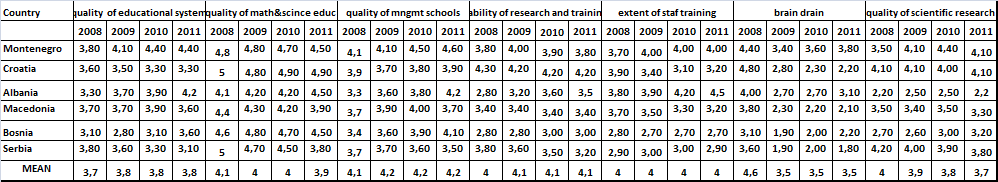 Country quality of educational system quality of math&scince educ quality of mngmt schools ability of research and trainin extent of staf training brain drain quality of scientific research
2008 2009 2010 2011 2008 2009 2010 2011 2008 2009 2010 2011 2008 2009 2010 2011 2008 2009 2010 2011 2008 2009 2010 2011 2008 2009 2010 2011
Montenegro 3,80 4,10 4,40 4,40 4,8 4,80 4,70 4,50 4,1 4,10 4,50 4,60 3,80 4,00 3,90 3,80 3,70 4,00 4,00 4,00 4,40 3,40 3,60 3,80 3,50 4,10 4,40 4,10
Croatia 3,60 3,50 3,30 3,30 5 4,80 4,90 4,90 3,9 3,70 3,80 3,90 4,30 4,20 4,20 4,20 3,90 3,40 3,10 3,20 4,80 2,80 2,30 2,20 4,10 4,10 4,00 4,10
Albania 3,30 3,70 3,90 4,2 4,1 4,20 4,20 4,50 3,3 3,60 3,80 4,2 2,80 3,20 3,60 3,5 3,80 3,90 4,20 4,5 4,00 2,70 2,70 3,10 2,20 2,50 2,50 2,2
Macedonia 3,70 3,70 3,90 3,60 4,4 4,30 4,20 3,90 3,7 3,90 4,00 3,70 3,40 3,40 3,40 3,40 3,70 3,50 3,30 3,20 3,80 2,30 2,20 2,10 3,50 3,40 3,50 3,30
Bosnia 3,10 2,80 3,10 3,60 4,6 4,80 4,70 4,50 3,4 3,60 3,90 4,10 2,80 2,80 3,00 3,00 2,80 2,70 2,70 2,70 3,10 1,90 2,00 2,20 2,70 2,60 3,00 3,20
Serbia 3,80 3,60 3,30 3,10 5 4,70 4,50 3,80 3,7 3,70 3,60 3,50 3,80 3,60 3,50 3,20 2,90 3,00 3,00 2,90 3,60 1,90 2,00 1,80 4,20 4,00 3,90 3,80
MEAN 3,7 3,8 3,8 3,8 4,1 4 4 3,9 4,1 4,2 4,2 4,2 4 4,1 4,1 4,1 4 4 4 4 4,6 3,5 3,5 3,5 4 3,9 3,8 3,7